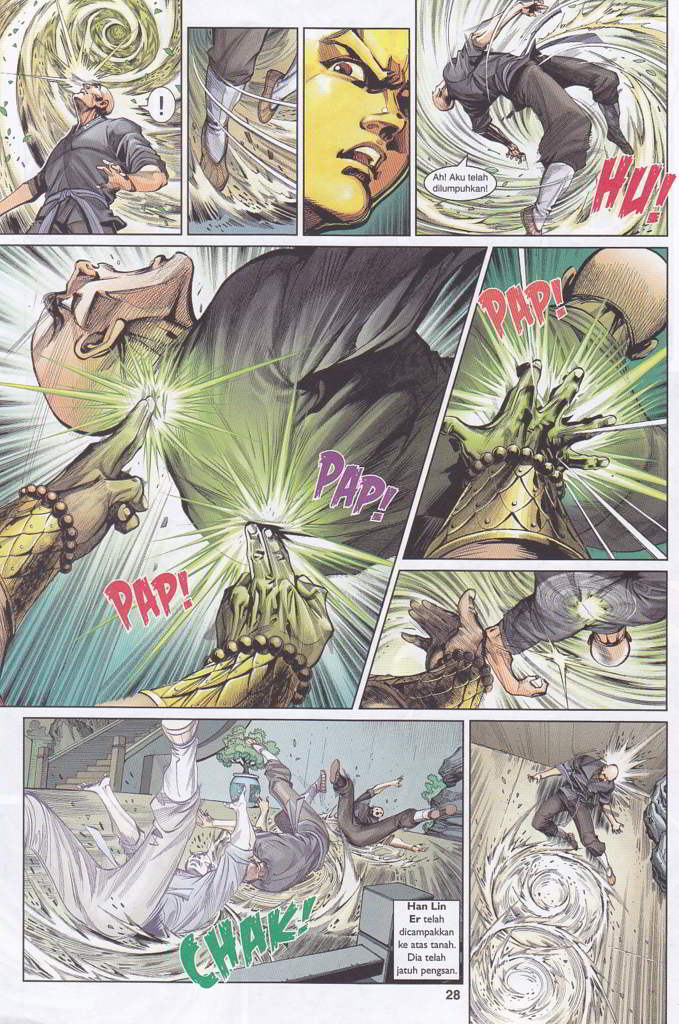 !
Ah! Aku telah
dilumpuhkan!
HU!
PAP!
PAP!
PAP!
CHAK!
Han Lin
Er telah
dicampakkan
ke atas tanah.
Dia telah
jatuh pengsan.
28